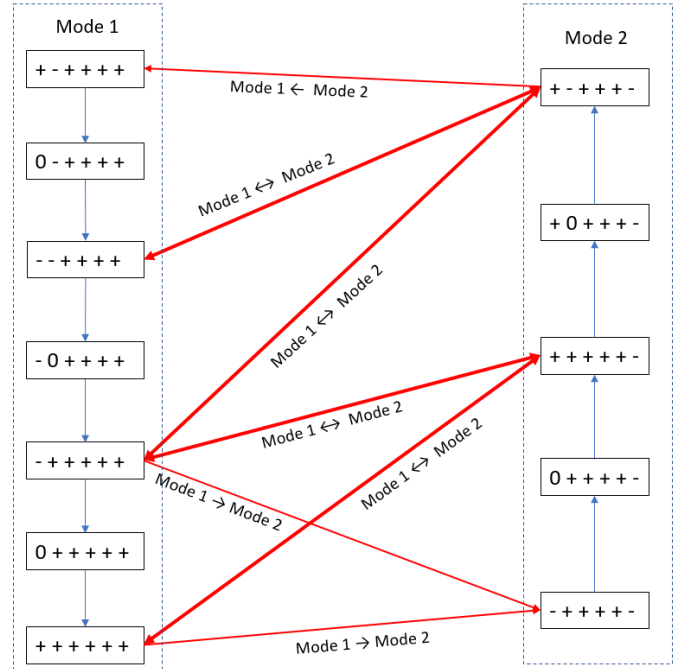 Mode 1
+ - + + + +
0 - + + + +
- - + + + +
- 0 + + + +
- + + + + +
0 + + + + +
+ + + + + +
Mode 1 ← Mode 2
Mode 1 ↔ Mode 2
Mode 1 ↔ Mode 2
Mode 1 ↔ Mode 2
Mode 1 ↔ Mode 2
Mode 1 → Mode 2
Mode 1 → Mode 2
Mode 2
+ - + + + -
+ 0 + + + -
+ + + + + -
0 + + + + -
- + + + + -